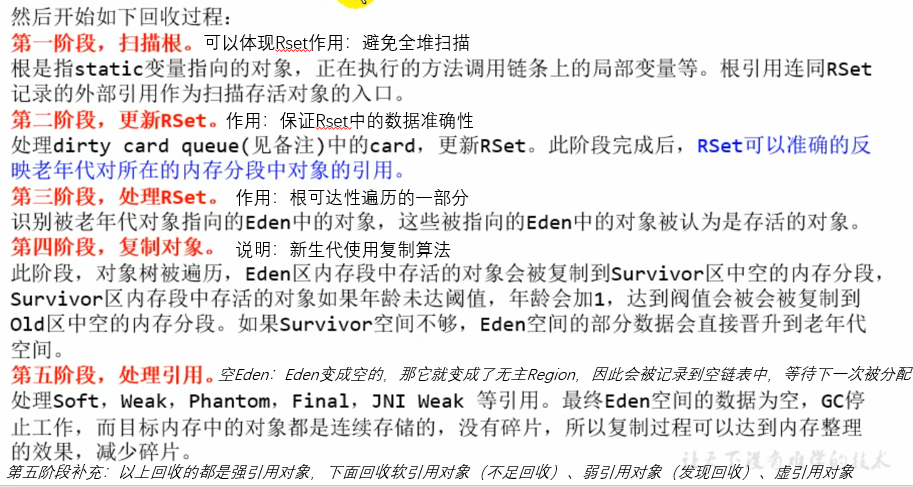 然后开始如下回收过程:
第一阶段，扫描根。可以体现Rset作用：避免全堆扫描
根是指static变量指向的对象，正在执行的方法调用链条上的局部变量等。根引用连同RSet
记录的外部引用作为扫描存活对象的入口。
第二阶段，更新RSet。作用：保证Rset中的数据准确性
处理dirty card queue(见备注)中的card，更新RSet。此阶段完成后，RSet可以准确的反
映老年代对所在的内存分段中对象的引用。
第三阶段，处理RSet。作用：根可达性遍历的一部分
识别被老年代对象指向的Eden中的对象，这些被指向的Eden中的对象被认为是存活的对象。
第四阶段，复制对象。 说明：新生代使用复制算法
此阶段，对象树被遍历，Eden区内存段中存活的对象会被复制到Survivor区中空的内存分段，
Survivor区内存段中存活的对象如果年龄未达阈值，年龄会加1，达到阀值会被会被复制到
Old区中空的内存分段。如果Survivor空间不够，Eden空间的部分数据会直接晋升到老年代
空间。
第五阶段，处理引用。空Eden：Eden变成空的，那它就变成了无主Region，因此会被记录到空链表中，等待下一次被分配
处理Soft，Weak，Phantom，Final，JNI Weak 等引用。最终Eden空间的数据为空，GC停
止工作，而目标内存中的对象都是连续存储的，没有碎片，所以复制过程可以达到内存整理
的效果，减少碎片。
第五阶段补充：以上回收的都是强引用对象，下面回收软引用对象（不足回收）、弱引用对象（发现回收）、虚引用对象
让天下没有难学的技术